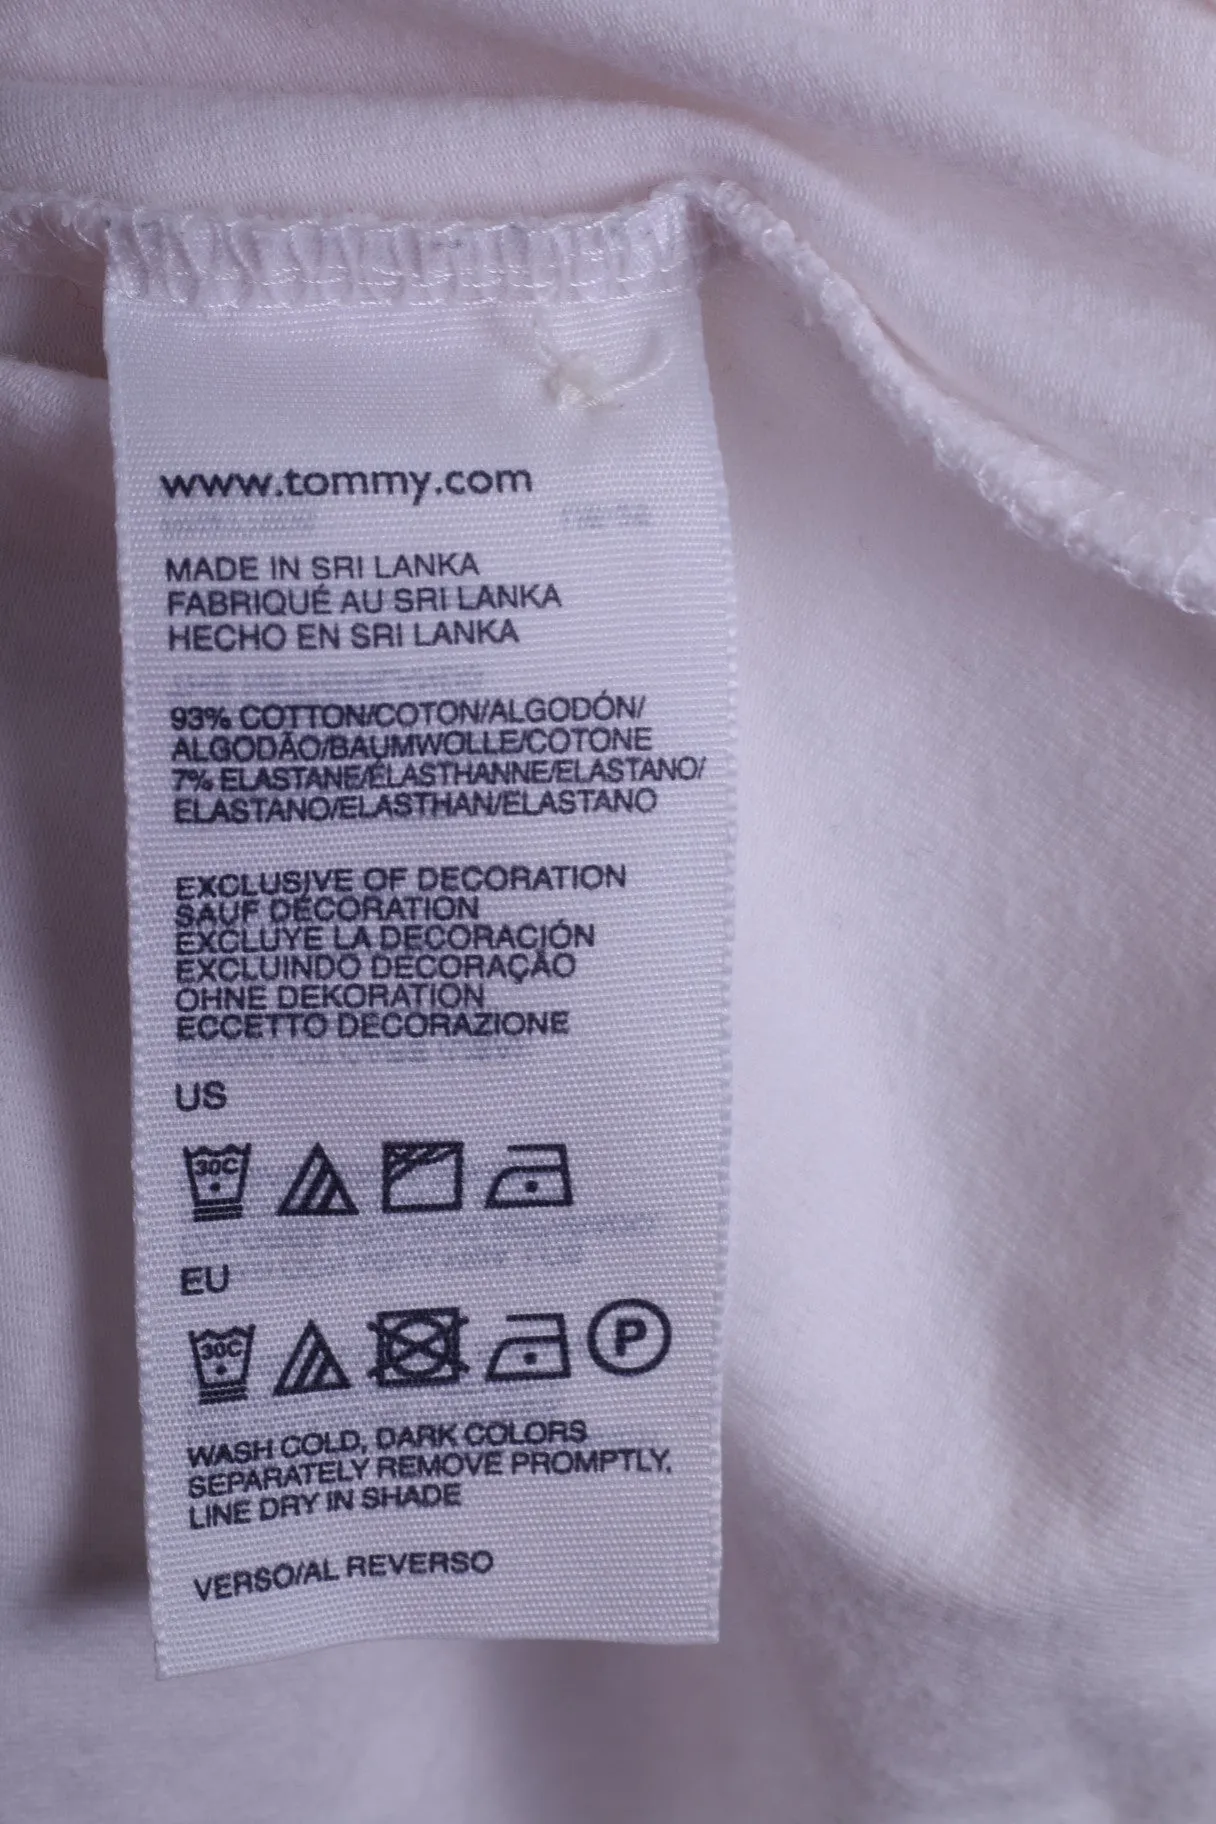 www.tommy.com
MADE IN SRI LANKA
FABRIQUÉ AU SRI LANKA
HECHO EN SRI LANKA
93% COTTON/COTON/ALGODÓN/
ALGODÃO/BAUMWOLLE/COTONE
7% ELASTANE/ÉLASTHANNE/ELASTANO/
ELASTANO/ELASTHAN/ELASTANO
EXCLUSIVE OF DECORATION
SAUF DÉCORATION
EXCLUYE LA DECORACIÓN
EXCLUINDO DECORAÇÃO
OHNE DEKORATION
ECCETTO DECORAZIONE
US
30C
EU
30C P
WASH COLD, DARK COLORS
SEPARATELY REMOVE PROMPTLY,
LINE DRY IN SHADE
VERSO/AL REVERSO